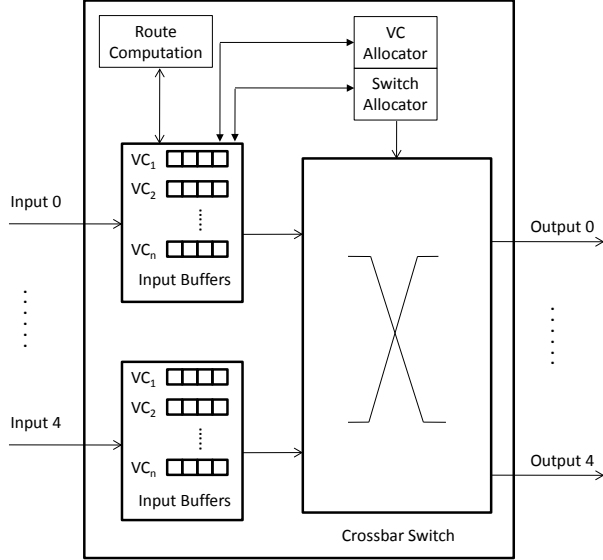 Route
Computation
VC
Allocator
Switch
Allocator
VC1
VC2
VCn
Input Buffers
Input 0
Output 0
VC1
VC2
VCn
Input Buffers
Input 4
Output 4
Crossbar Switch